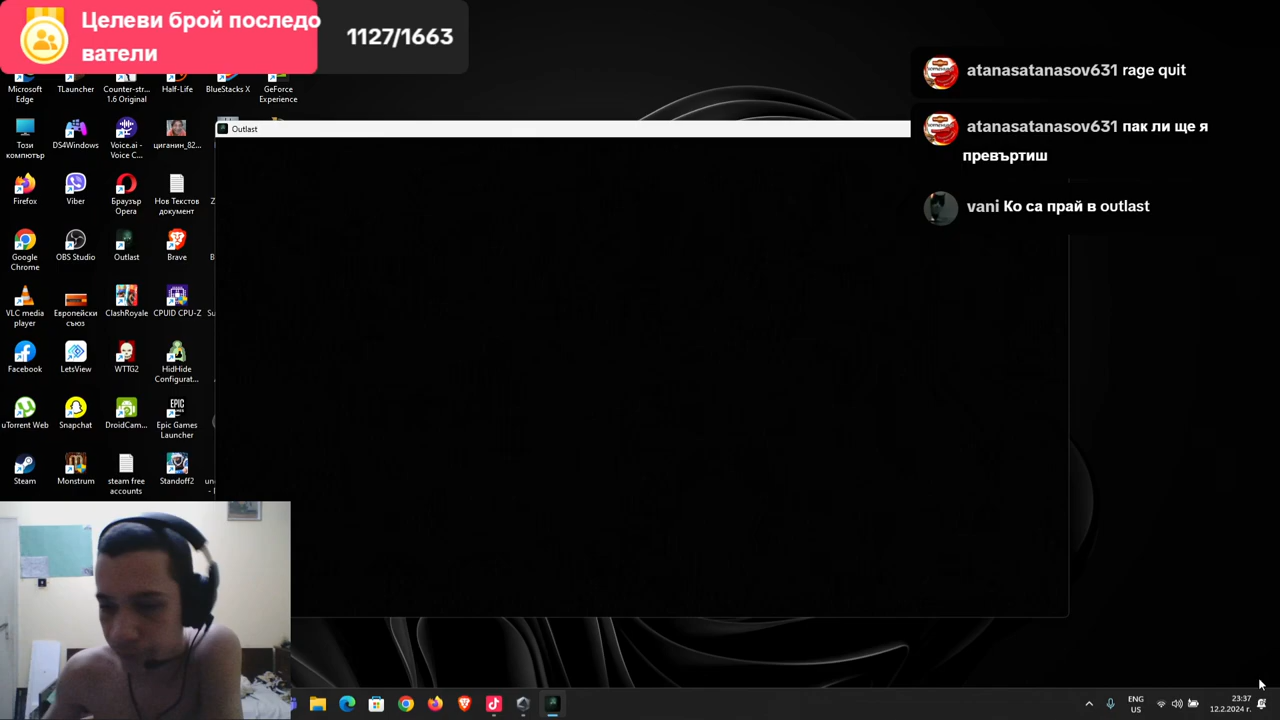 Целеви брой последо
ватели
1127/1663
atanasatanasov631 rage quit
atanasatanasov631 пак ли ще я
превъртиш
vani Ко са прай в outlast
Microsoft
Edge
TLauncher
Counter-str...
1.6 Original
Half-Life
BlueStacks X
GeForce
Experience
Outlast
Този
компютър
DS4Windows
Voice.ai -
Voice C...
циганин_82...
Firefox
Viber
Браузър
Opera
Нов Текстов
документ
Google
Chrome
OBS Studio
Outlast
Brave
VLC media
player
Европейски
съюз
ClashRoyale
CPUID CPU-Z
Facebook
LetsView
WTTG2
HidHide
Configurat...
uTorrent Web
Snapchat
DroidCam...
EPIC
GAMES
Epic Games
Launcher
Steam
Monstrum
steam free
accounts
Standoff2
ENG
US
23:37
12.2.2024 г.